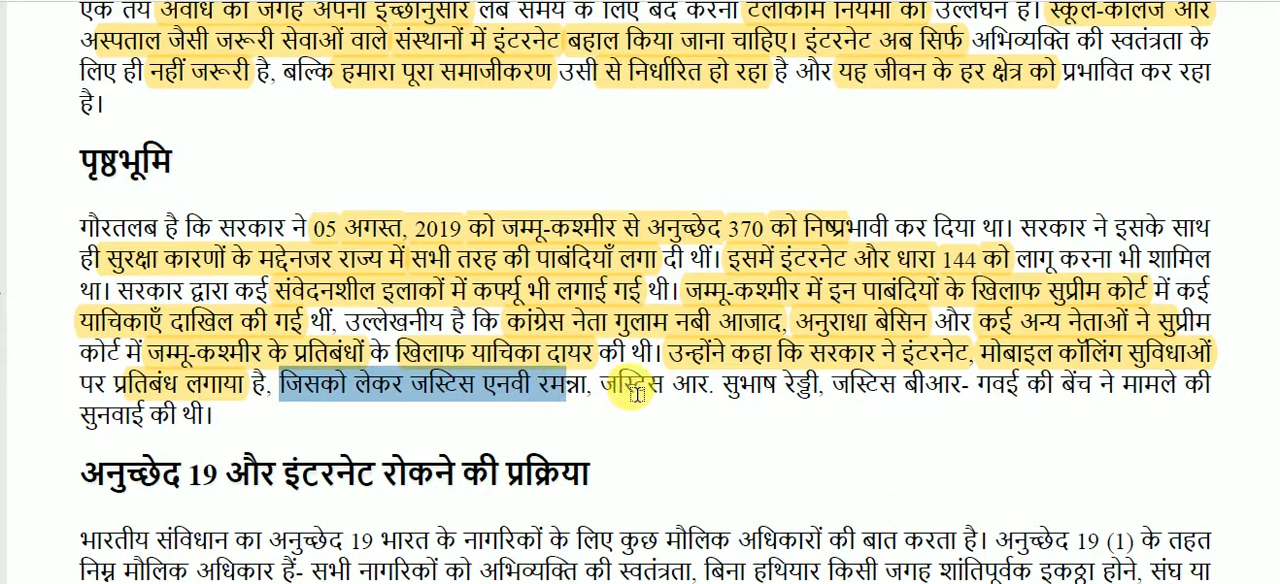 एक तय अवधि की जगह अपनी इच्छानुसार लंबे समय के लिए बंद करना टेलीकॉम नियमों का उल्लंघन है। स्कूल-कॉलेज और
अस्पताल जैसी जरूरी सेवाओं वाले संस्थानों में इंटरनेट बहाल किया जाना चाहिए। इंटरनेट अब सिर्फ अभिव्यक्ति की स्वतंत्रता के
लिए ही नहीं जरूरी है, बल्कि हमारा पूरा समाजीकरण उसी से निर्धारित हो रहा है और यह जीवन के हर क्षेत्र को प्रभावित कर रहा
है।
पृष्ठभूमि
गौरतलब है कि सरकार ने 05 अगस्त, 2019 को जम्मू-कश्मीर से अनुच्छेद 370 को निष्प्रभावी कर दिया था। सरकार ने इसके साथ
ही सुरक्षा कारणों के मद्देनजर राज्य में सभी तरह की पाबंदियाँ लगा दी थीं। इसमें इंटरनेट और धारा 144 को लागू करना भी शामिल
था। सरकार द्वारा कई संवेदनशील इलाकों में कर्फ्यू भी लगाई गई थी। जम्मू-कश्मीर में इन पाबंदियों के खिलाफ सुप्रीम कोर्ट में कई
याचिकाएँ दाखिल की गई थीं, उल्लेखनीय है कि कांग्रेस नेता गुलाम नबी आजाद, अनुराधा बेसिन और कई अन्य नेताओं ने सुप्रीम
कोर्ट में जम्मू-कश्मीर के प्रतिबंधों के खिलाफ याचिका दायर की थी। उन्होंने कहा कि सरकार ने इंटरनेट, मोबाइल कॉलिंग सुविधाओं
पर प्रतिबंध लगाया है, जिसको लेकर जस्टिस एनवी रमन्ना, जस्टिस आर. सुभाष रेड्डी, जस्टिस बीआर- गवई की बेंच ने मामले की
सुनवाई की थी।
अनुच्छेद 19 और इंटरनेट रोकने की प्रक्रिया
भारतीय संविधान का अनुच्छेद 19 भारत के नागरिकों के लिए कुछ मौलिक अधिकारों की बात करता है। अनुच्छेद 19 (1) के तहत
निम्न मौलिक अधिकार हैं- सभी नागरिकों को अभिव्यक्ति की स्वतंत्रता, बिना हथियार किसी जगह शांतिपूर्वक इकठ्ठा होने, संघ या